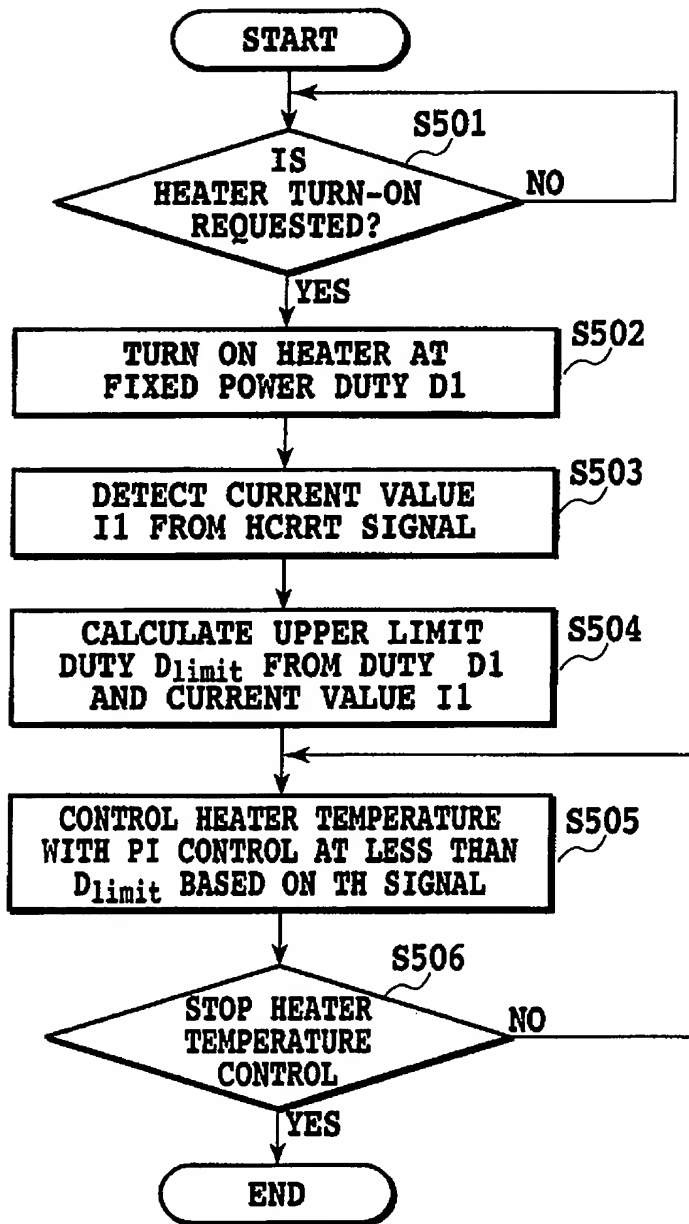 START
S501
IS
HEATER TURN-ON
REQUESTED?
NO
YES
S502
TURN ON HEATER AT
FIXED POWER DUTY D1
S503
DETECT CURRENT VALUE
I1 FROM HCRRT SIGNAL
S504
CALCULATE UPPER LIMIT
DUTY Dlimit FROM DUTY D1
AND CURRENT VALUE I1
S505
CONTROL HEATER TEMPERATURE
WITH PI CONTROL AT LESS THAN
Dlimit BASED ON TH SIGNAL
S506
STOP HEATER
TEMPERATURE
CONTROL
NO
YES
END